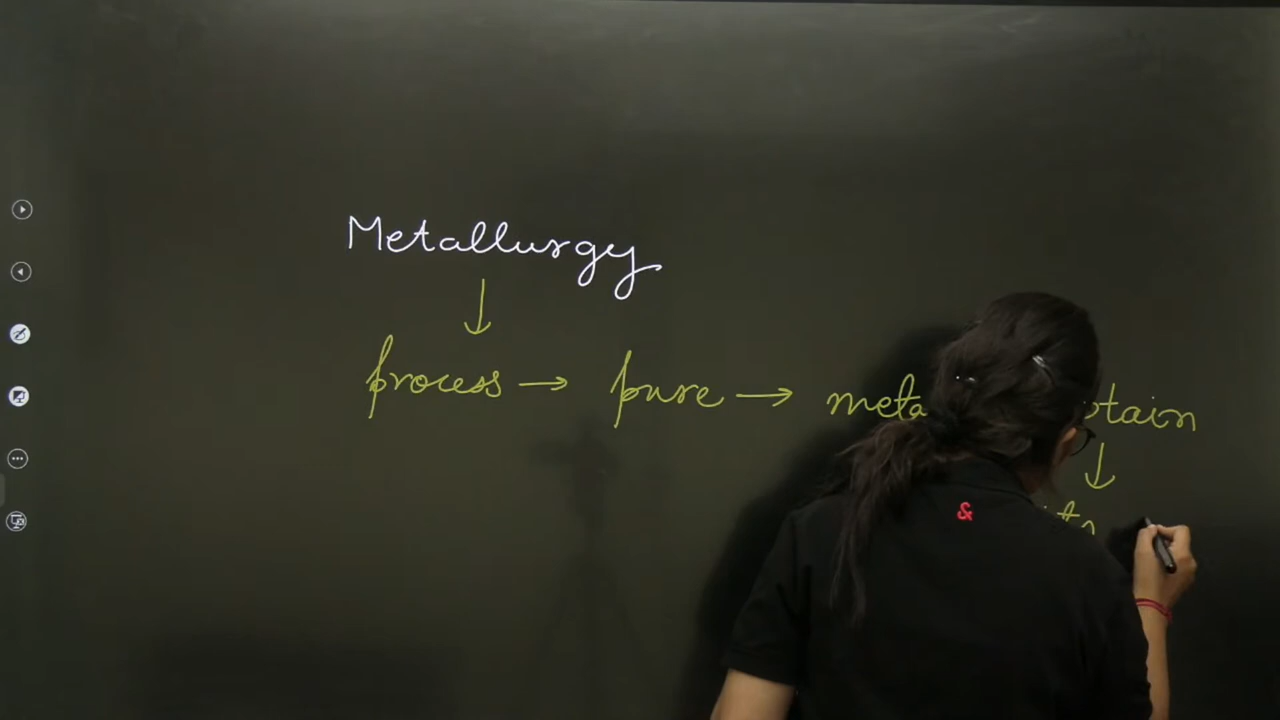 Metallurgy
↓
process → pure → meta tain
↓
&